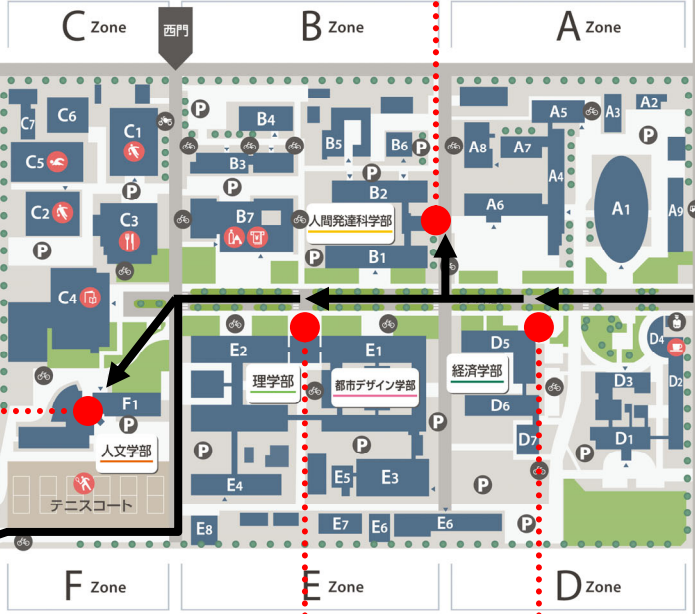 C Zone
西門
B Zone
A Zone
C7
C6
C1
B4
B5
B6
P
P
A5
A3
A2
A8
A7
P
C5
B3
P
A4
P
C2
C3
P
B7
B2
人間発達科学部
A6
A1
A9
P
P
B1
C4
E2
E1
D5
D4
理学部
都市デザイン学部
経済学部
D3
D2
F1
P
D6
人文学部
P
P
D7
D1
P
E4
E5
E3
P
テニスコート
E8
E7
E6
E6
P
F Zone
E Zone
D Zone